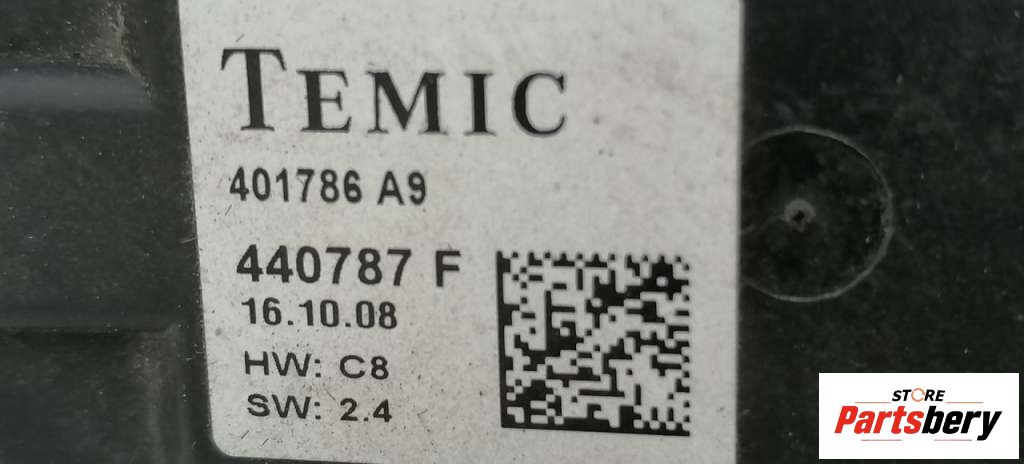 TEMIC
401786 A9
440787 F
16.10.08
HW: C8
SW: 2.4
STORE
Partsbery